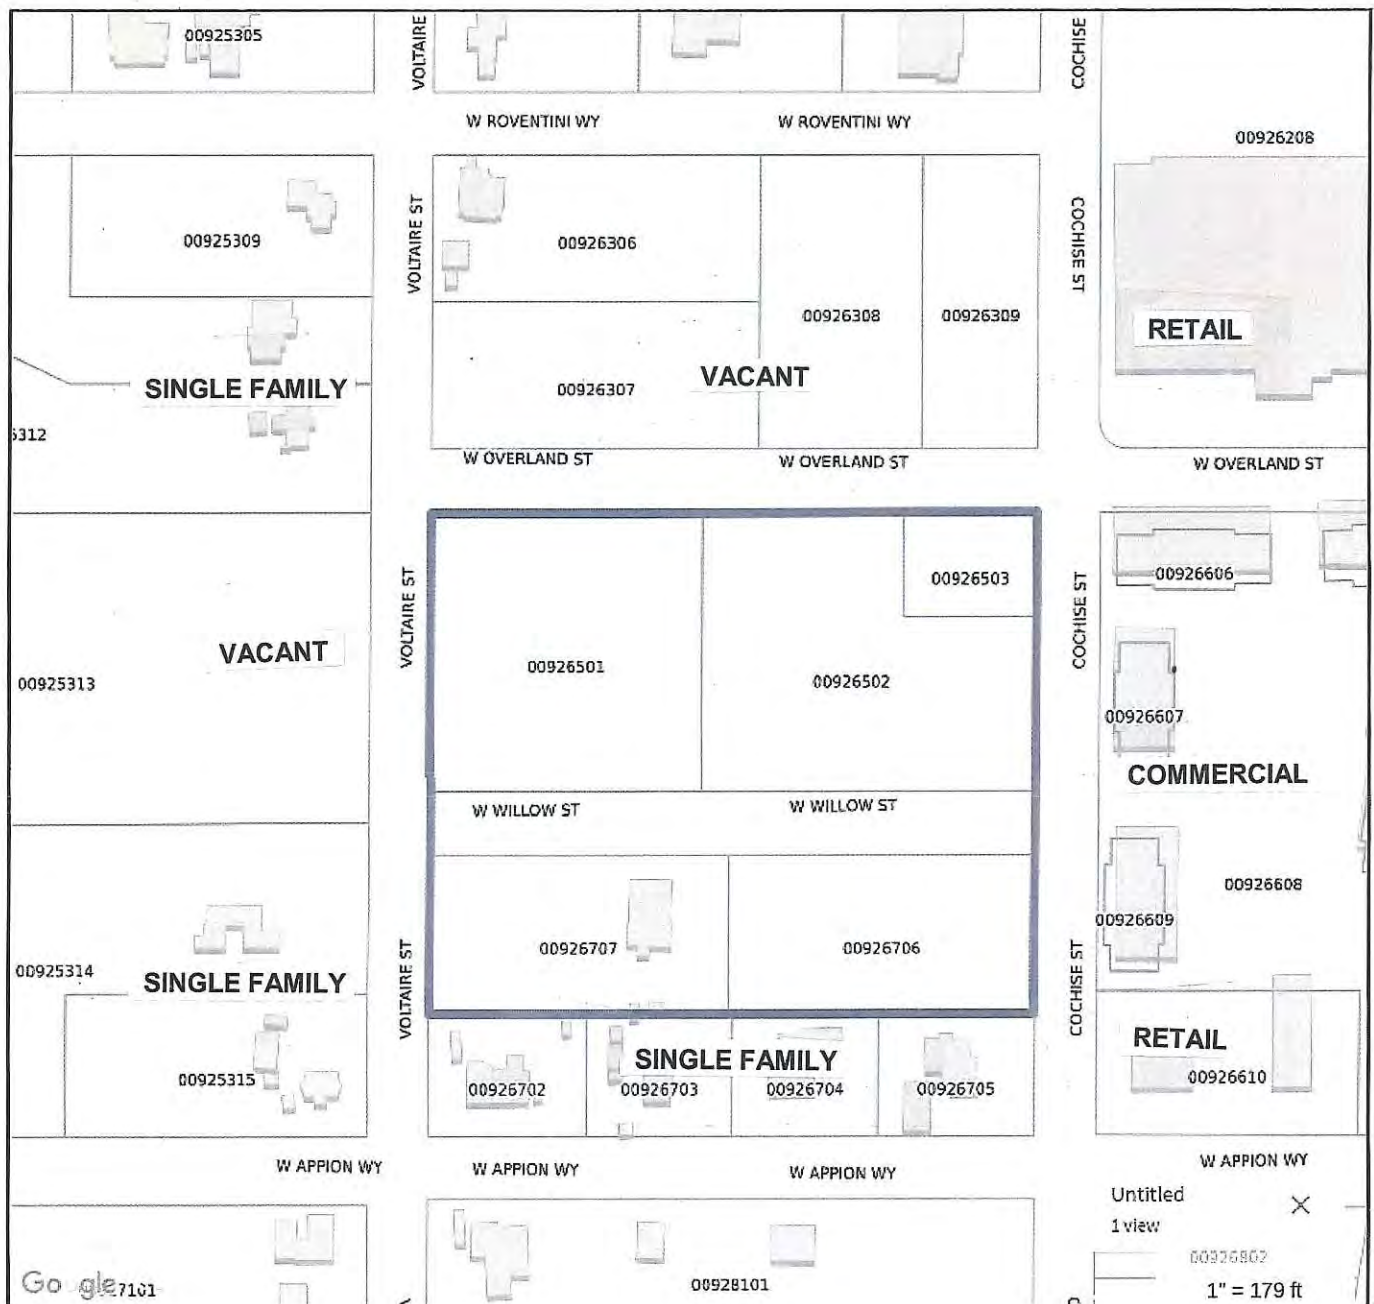 00925305
VOLTAIRE
COCHISE
W ROVENTINI WY
W ROVENTINI WY
00926208
VOLTAIRE ST
COCHISE ST
00925309
00926306
00926308
00926309
RETAIL
SINGLE FAMILY
00926307
VACANT
5312
W OVERLAND ST
W OVERLAND ST
W OVERLAND ST
VOLTAIRE ST
COCHISE ST
00926503
00926606
VACANT
00925313
00926501
00926502
00926607
COMMERCIAL
W WILLOW ST
W WILLOW ST
00926608
00926609
VOLTAIRE ST
COCHISE ST
00926707
00926706
00925314
SINGLE FAMILY
SINGLE FAMILY
RETAIL
00925315
00926702
00926703
00926704
00926705
00926610
W APPION WY
W APPION WY
W APPION WY
W APPION WY
Untitled
1 view
00926802
Google
7101
00928101
1" = 179 ft